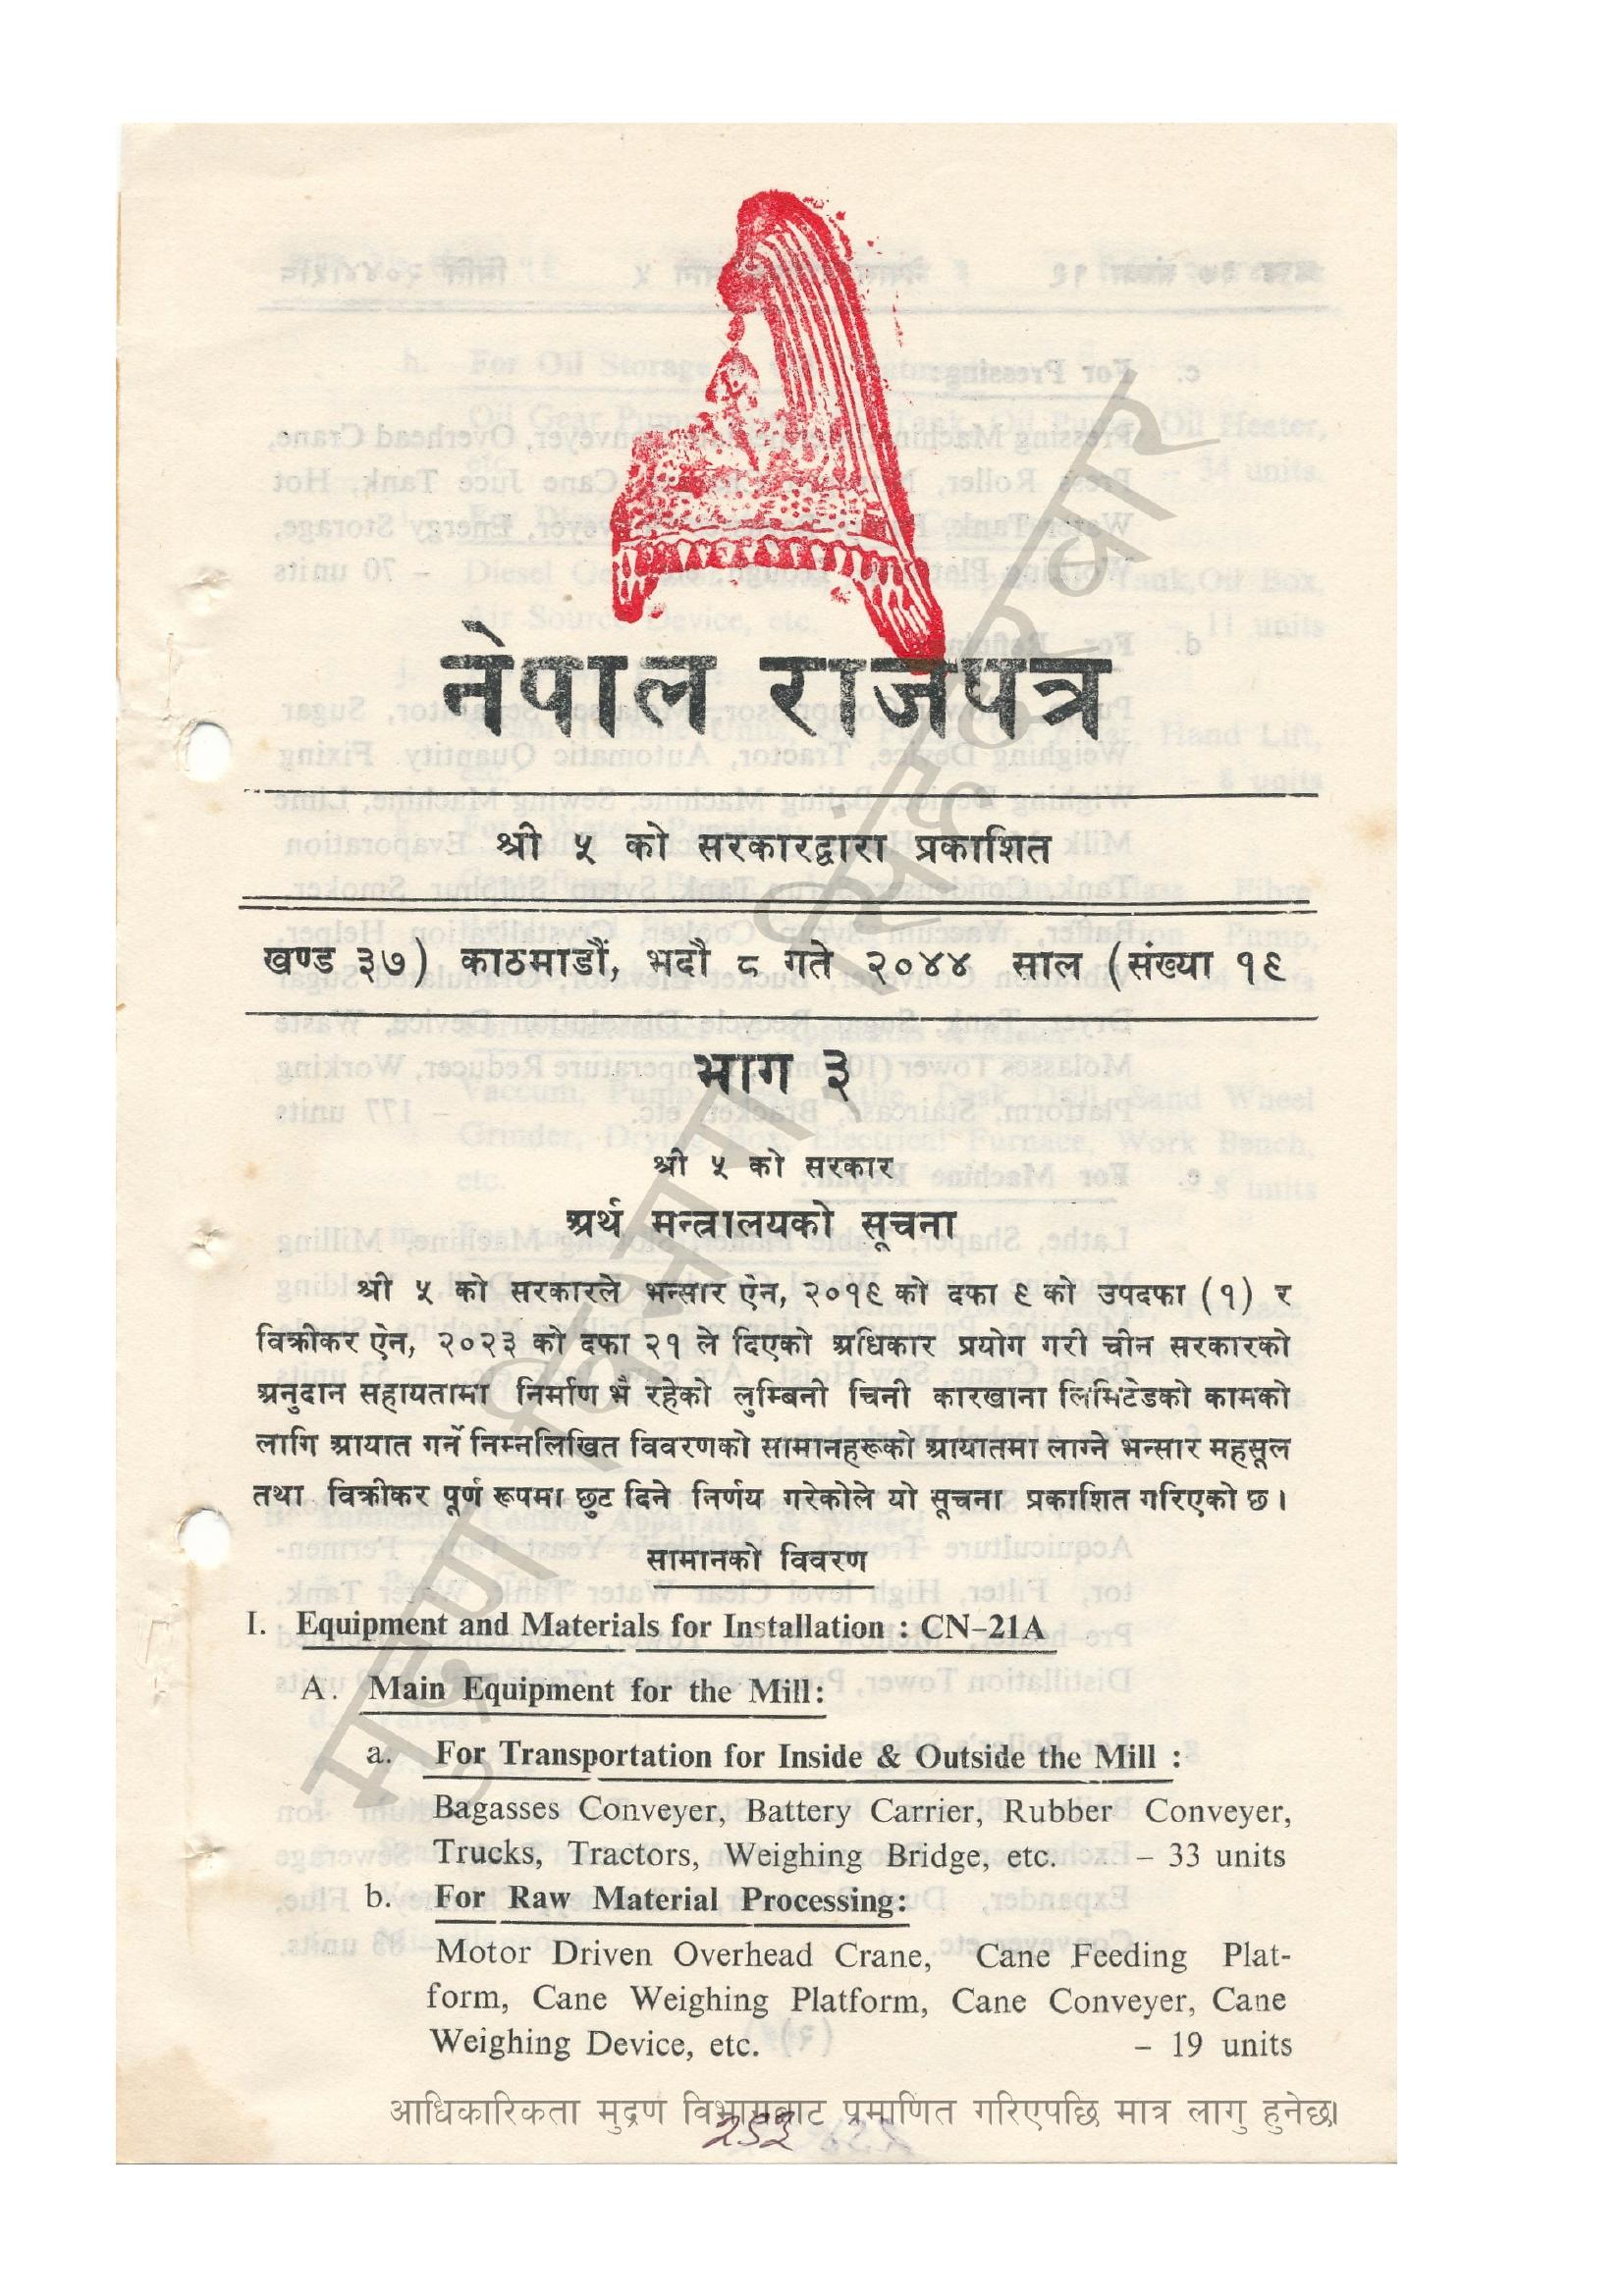 नेपाल राजपत्र
श्री ५ को सरकारद्वारा प्रकाशित
खण्ड ३७) काठमाडौं, भदौ ८ गते २०४४ साल (संख्या १९
भाग ३
श्री ५ को सरकार
अर्थ मन्त्रालयको सूचना
श्री ५ को सरकारले भन्सार ऐन, २०१९ को दफा ९ को उपदफा (१) र
विक्रीकर ऐन, २०२३ को दफा २१ ले दिएको अधिकार प्रयोग गरी चीन सरकारको
अनुदान सहायतामा निर्माण भै रहेको लुम्बिनी चिनी कारखाना लिमिटेडको कामको
लागि आयात गर्ने निम्नलिखित विवरणको सामानहरूको आयातमा लाग्ने भन्सार महसूल
तथा विक्रीकर पूर्ण रूपमा छुट दिने निर्णय गरेकोले यो सूचना प्रकाशित गरिएको छ।
सामानको विवरण
I. Equipment and Materials for Installation : CN-21A
A. Main Equipment for the Mill:
a. For Transportation for Inside & Outside the Mill :
Bagasses Conveyer, Battery Carrier, Rubber Conveyer,
Trucks, Tractors, Weighing Bridge, etc. – 33 units
b. For Raw Material Processing:
Motor Driven Overhead Crane, Cane Feeding Plat-
form, Cane Weighing Platform, Cane Conveyer, Cane
Weighing Device, etc. – 19 units
आधिकारिकता मुद्रण विभागबाट प्रमाणित गरिएपछि मात्र लागु हुनेछ।
मुद्रण विभाग, सिंहदरवार